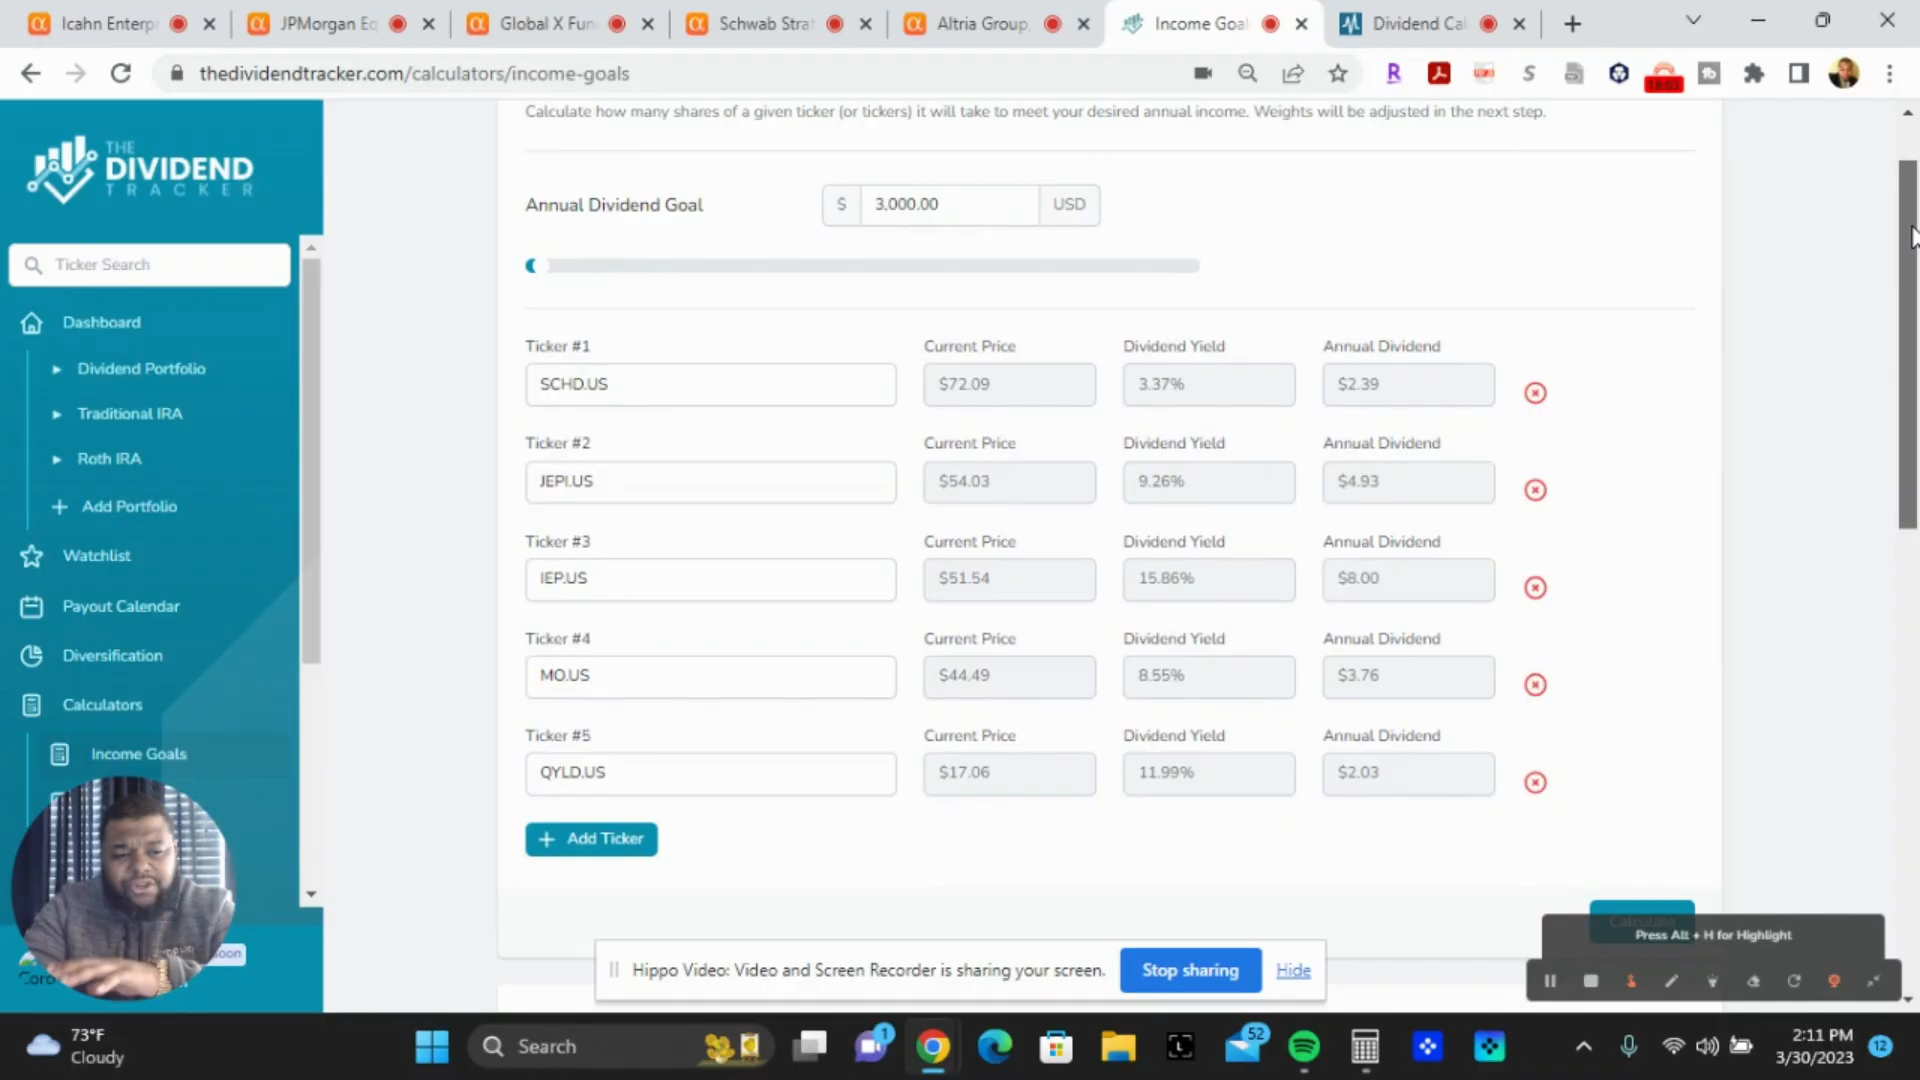 Icahn Enterp
JPMorgan Eq
Global X Fun
Schwab Strat
Altria Group,
Income Goal
Dividend Cal
thedividendtracker.com/calculators/income-goals
18:03
THE
DIVIDEND
TRACKER
Ticker Search
Dashboard
Dividend Portfolio
Traditional IRA
Roth IRA
Add Portfolio
Watchlist
Payout Calendar
Diversification
Calculators
Income Goals
oon
Calculate how many shares of a given ticker (or tickers) it will take to meet your desired annual income. Weights will be adjusted in the next step.
Annual Dividend Goal
$ 3,000.00 USD
Ticker #1 Current Price Dividend Yield Annual Dividend
SCHD.US $72.09 3.37% $2.39
Ticker #2 Current Price Dividend Yield Annual Dividend
JEPI.US $54.03 9.26% $4.93
Ticker #3 Current Price Dividend Yield Annual Dividend
IEP.US $51.54 15.86% $8.00
Ticker #4 Current Price Dividend Yield Annual Dividend
MO.US $44.49 8.55% $3.76
Ticker #5 Current Price Dividend Yield Annual Dividend
QYLD.US $17.06 11.99% $2.03
+ Add Ticker
Calculate
Press Alt + H for Highlight
Hippo Video: Video and Screen Recorder is sharing your screen. Stop sharing Hide
73°F
Cloudy
Search
1
52
2:11 PM
3/30/2023
12